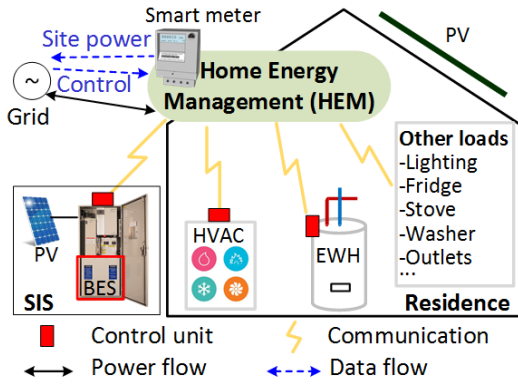 Smart meter
Site power
Control
~
Grid
Home Energy
Management (HEM)
PV
Other loads
-Lighting
-Fridge
-Stove
-Washer
-Outlets
...
PV
BES
SIS
HVAC
EWH
Residence
Control unit
Communication
Power flow
Data flow